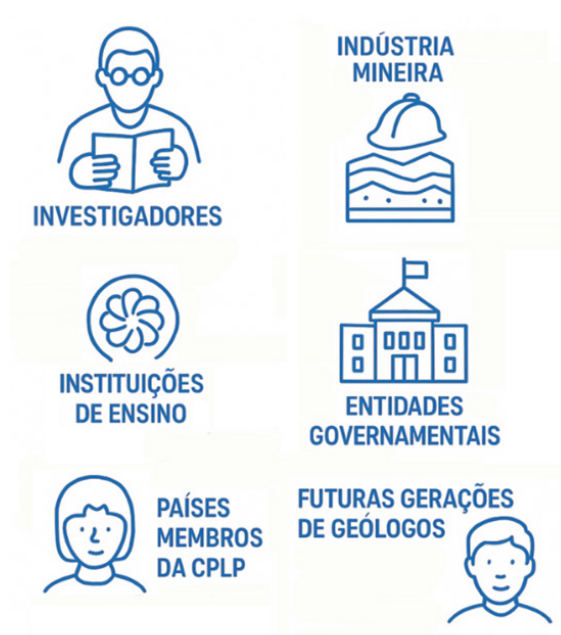 INVESTIGADORES
INDÚSTRIA
MINEIRA
INSTITUIÇÕES
DE ENSINO
ENTIDADES
GOVERNAMENTAIS
PAÍSES
MEMBROS
DA CPLP
FUTURAS GERAÇÕES
DE GEÓLOGOS